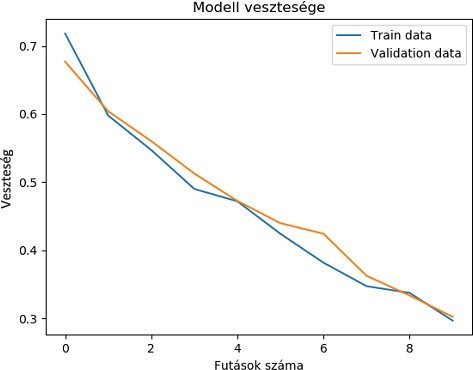 Modell vesztesége
Train data
Validation data
Veszteség
0.7
0.6
0.5
0.4
0.3
0
2
4
6
8
Futások száma